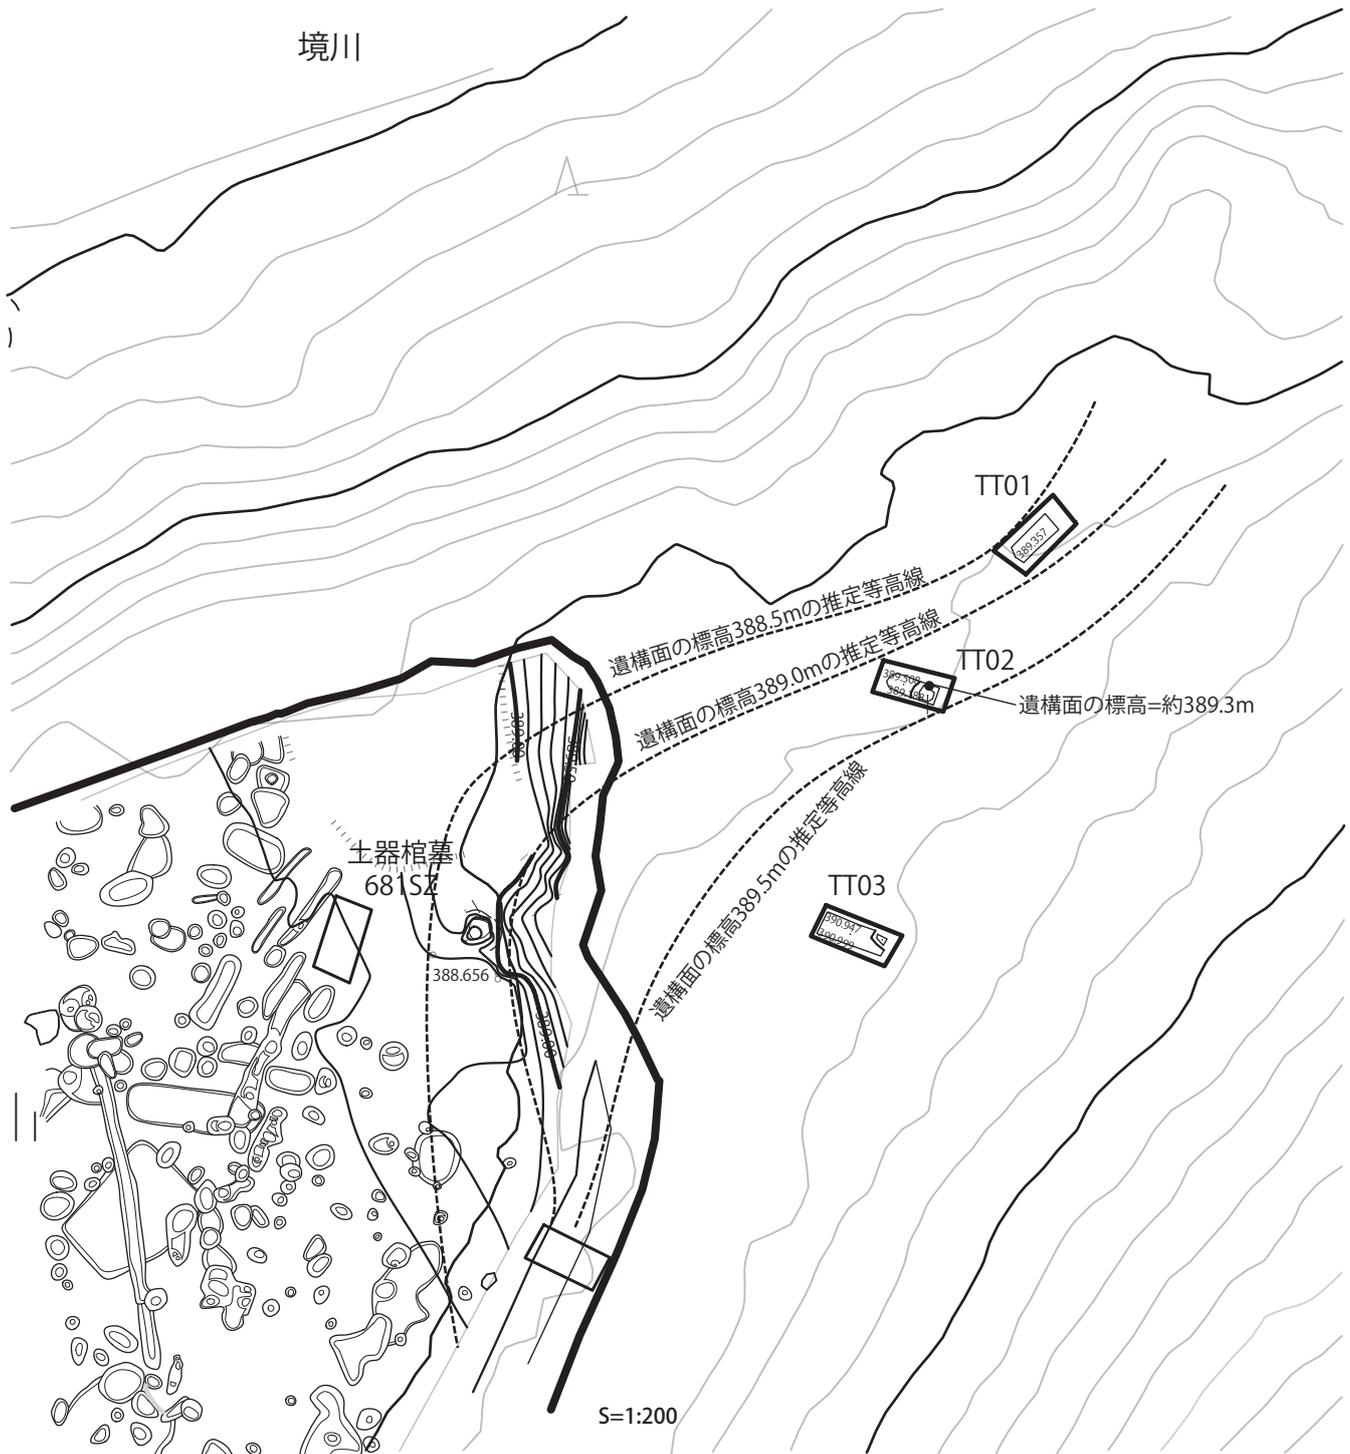 境川
TT01
389.357
遺構面の標高388.5mの推定等高線
遺構面の標高389.0mの推定等高線
TT02
遺構面の標高=約389.3m
遺構面の標高389.5mの推定等高線
土器棺墓
681SZ
TT03
390.947
388.656
S=1:200